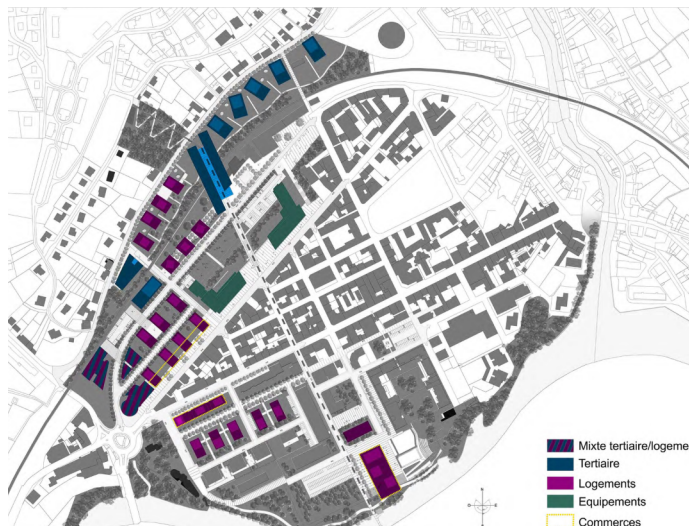 Mixte tertiaire/logeme
Tertiaire
Logements
Equipements
Commerces